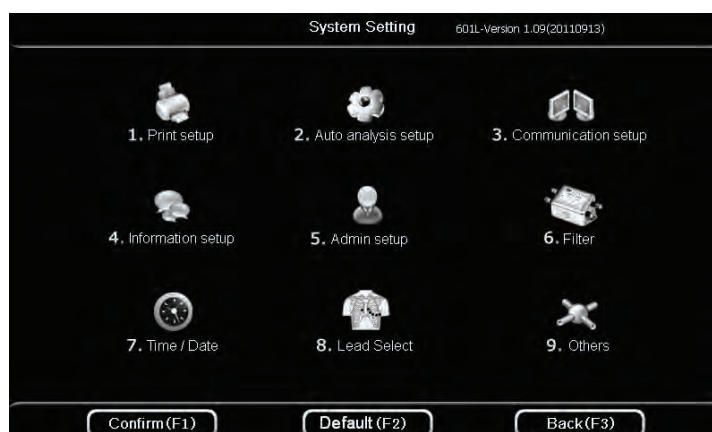 System Setting 601L-Version 1.09(20110913)
1. Print setup 2. Auto analysis setup 3. Communication setup
4. Information setup 5. Admin setup 6. Filter
7. Time / Date 8. Lead Select 9. Others
Confirm(F1) Default(F2) Back(F3)